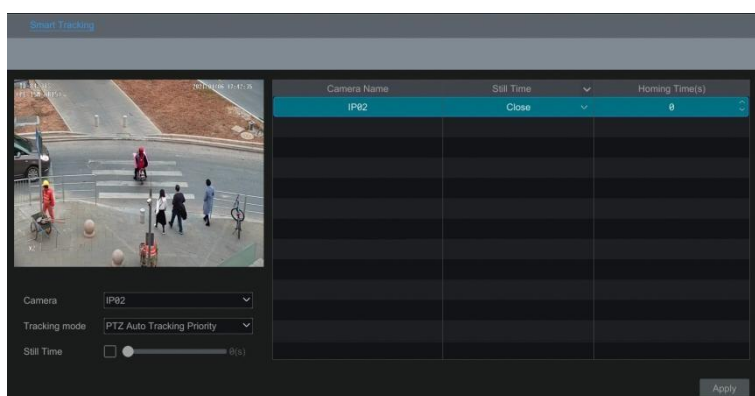 Smart Tracking
Camera Name Still Time Homing Time(s)
IP02 Close 0
Camera IP02
Tracking mode PTZ Auto Tracking Priority
Still Time 0(s)
Apply